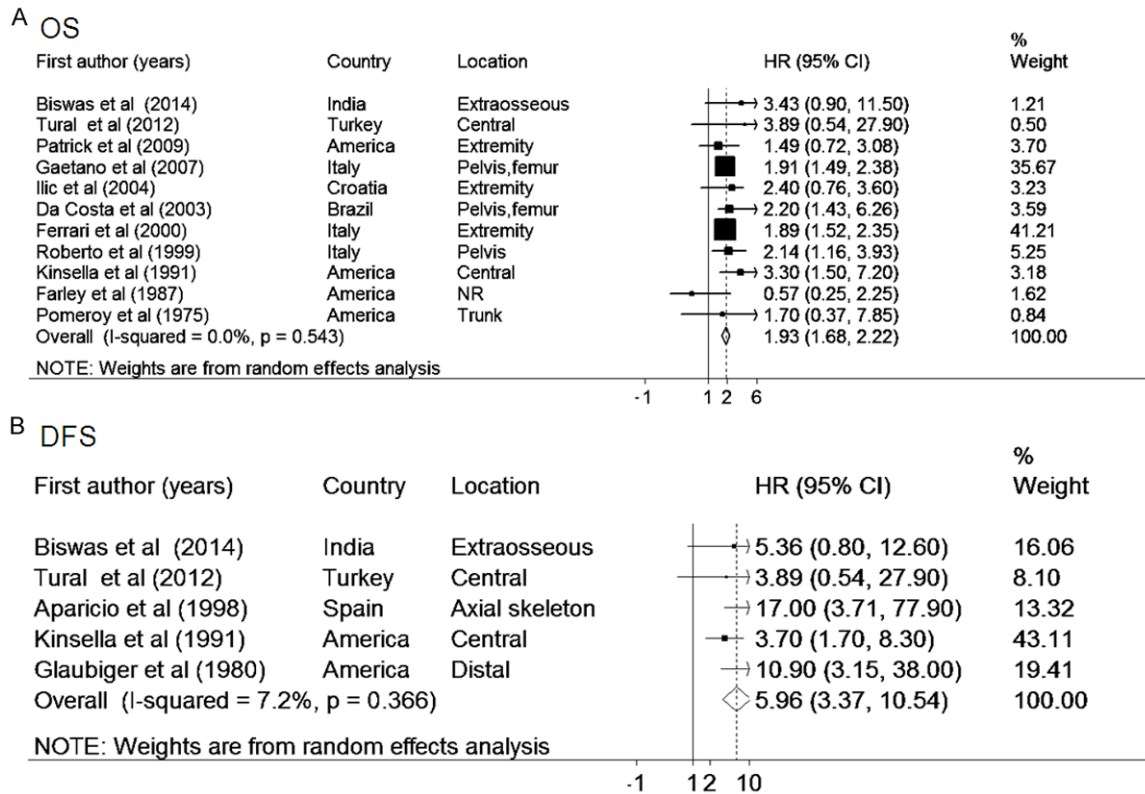 A OS
%
First author (years) Country Location HR (95% CI) Weight
Biswas et al (2014) India Extraosseous 3.43 (0.90, 11.50) 1.21
Tural et al (2012) Turkey Central 3.89 (0.54, 27.90) 0.50
Patrick et al (2009) America Extremity 1.49 (0.72, 3.08) 3.70
Gaetano et al (2007) Italy Pelvis,femur 1.91 (1.49, 2.38) 35.67
Ilic et al (2004) Croatia Extremity 2.40 (0.76, 3.60) 3.23
Da Costa et al (2003) Brazil Pelvis,femur 2.20 (1.43, 6.26) 3.59
Ferrari et al (2000) Italy Extremity 1.89 (1.52, 2.35) 41.21
Roberto et al (1999) Italy Pelvis 2.14 (1.16, 3.93) 5.25
Kinsella et al (1991) America Central 3.30 (1.50, 7.20) 3.18
Farley et al (1987) America NR 0.57 (0.25, 2.25) 1.62
Pomeroy et al (1975) America Trunk 1.70 (0.37, 7.85) 0.84
Overall (I-squared = 0.0%, p = 0.543) 1.93 (1.68, 2.22) 100.00
NOTE: Weights are from random effects analysis
-1 1 2 6
B DFS
%
First author (years) Country Location HR (95% CI) Weight
Biswas et al (2014) India Extraosseous 5.36 (0.80, 12.60) 16.06
Tural et al (2012) Turkey Central 3.89 (0.54, 27.90) 8.10
Aparicio et al (1998) Spain Axial skeleton 17.00 (3.71, 77.90) 13.32
Kinsella et al (1991) America Central 3.70 (1.70, 8.30) 43.11
Glaubiger et al (1980) America Distal 10.90 (3.15, 38.00) 19.41
Overall (I-squared = 7.2%, p = 0.366) 5.96 (3.37, 10.54) 100.00
NOTE: Weights are from random effects analysis
-1 1 2 10